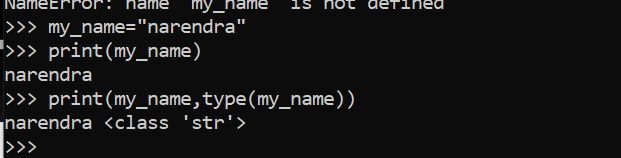 NameError: name 'my_name' is not defined
>>> my_name="narendra"
>>> print(my_name)
narendra
>>> print(my_name,type(my_name))
narendra <class 'str'>
>>>